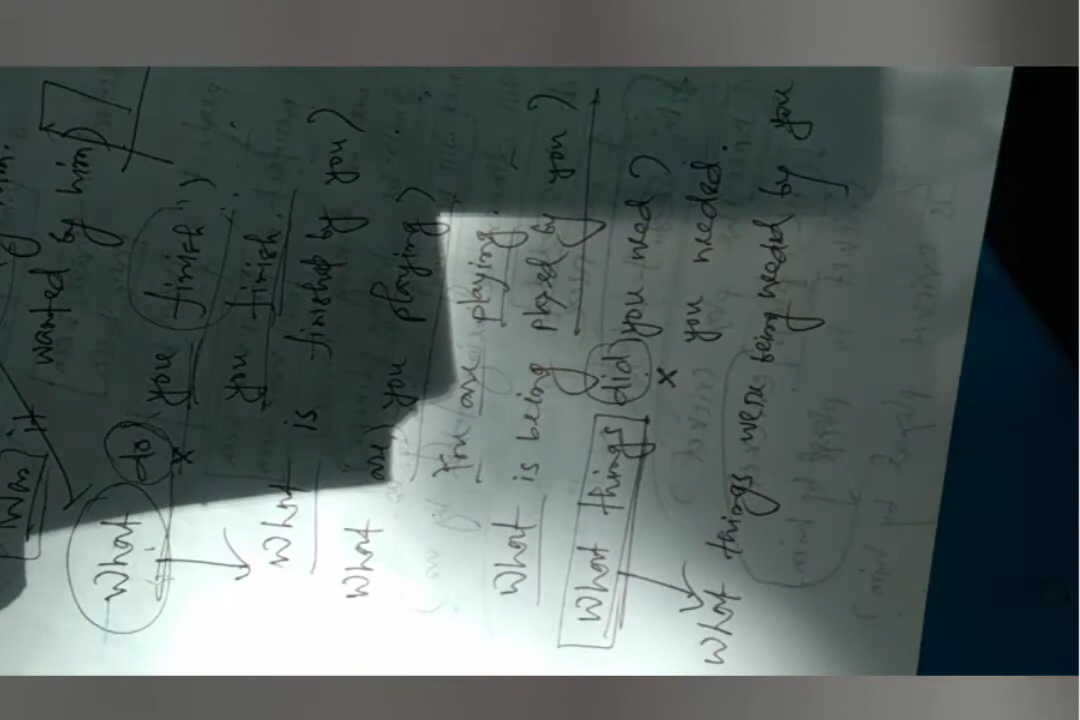 Was it wanted by him?
What do you finish?
you finish.
What is finished by you?
What are you playing?
You are playing.
What is being played by you?
What things did you need?
you needed.
What things were being needed by you